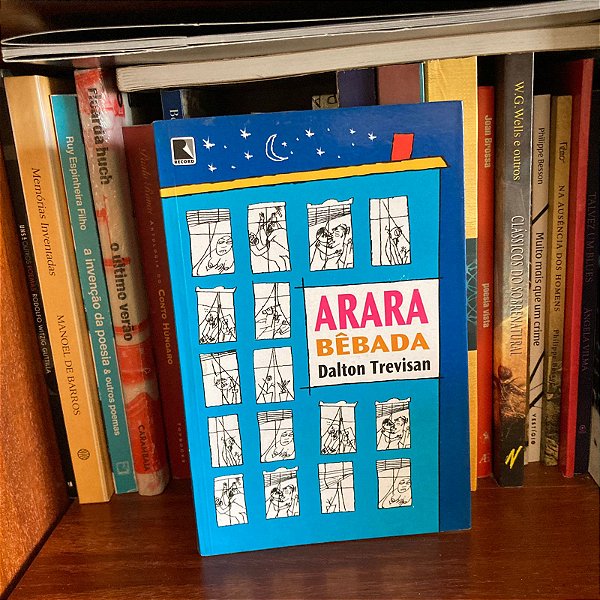 RECORD
ARARA
BÊBADA
Dalton Trevisan
Memórias Inventadas
MANOEL DE BARROS
Ruy Espinheira Filho
a invenção da poesia & outros poemas
o último verão
CONTO HÚNGARO
Joan Brossa
poesia vista
W.G.Wells e outros
CLÁSSICOS DO SOBRENATURAL
Philippe Besson
Muito mais que um crime
VESTÍGIO
NA AUSÊNCIA DOS HOMENS